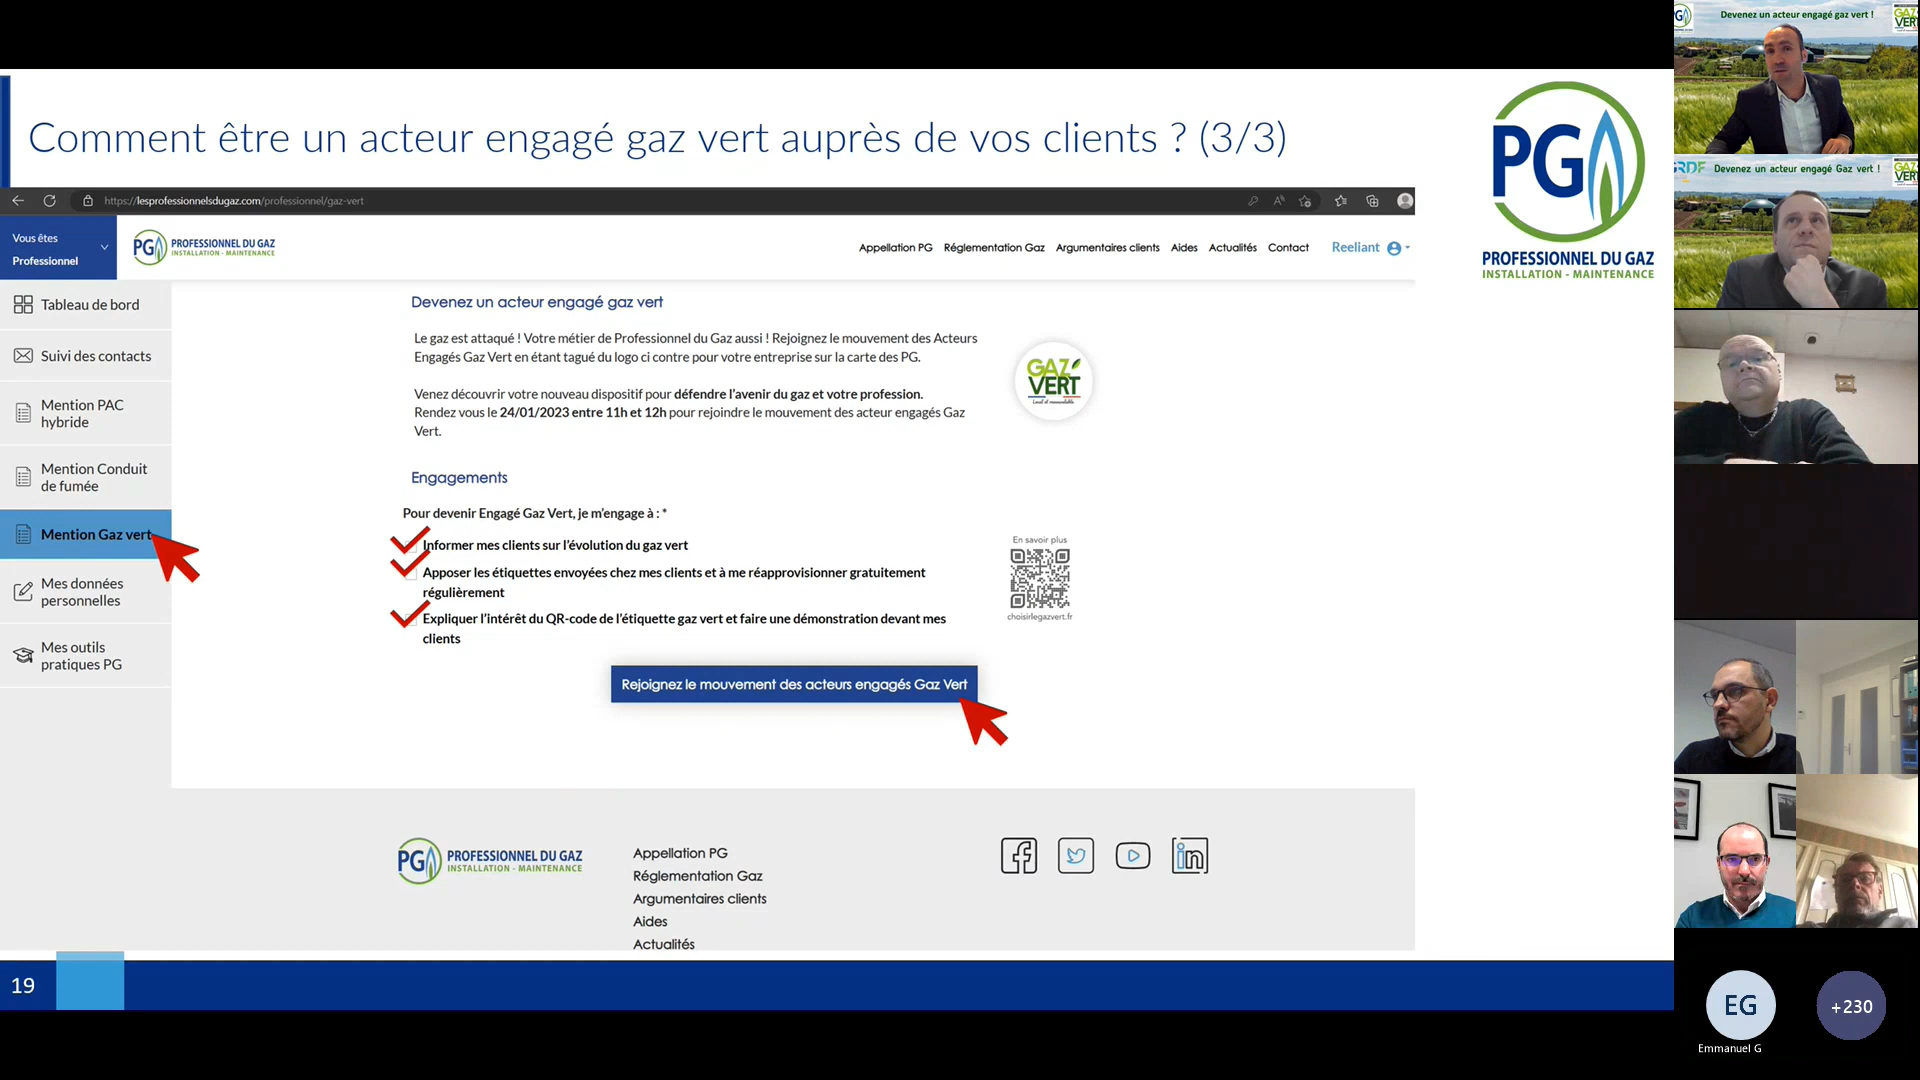 Comment être un acteur engagé gaz vert auprès de vos clients ? (3/3)
PG
PROFESSIONNEL DU GAZ
INSTALLATION - MAINTENANCE
https://lesprofessionnelsdugaz.com/professionnel/gaz-vert
Vous êtes
Professionnel
PG
PROFESSIONNEL DU GAZ
INSTALLATION - MAINTENANCE
Appellation PG
Réglementation Gaz
Argumentaires clients
Aides
Actualités
Contact
Reeliant
Tableau de bord
Suivi des contacts
Mention PAC
hybride
Mention Conduit
de fumée
Mention Gaz vert
Mes données
personnelles
Mes outils
pratiques PG
Devenez un acteur engagé gaz vert
Le gaz est attaqué ! Votre métier de Professionnel du Gaz aussi ! Rejoignez le mouvement des Acteurs
Engagés Gaz Vert en étant tagué du logo ci contre pour votre entreprise sur la carte des PG.
Venez découvrir votre nouveau dispositif pour défendre l'avenir du gaz et votre profession.
Rendez vous le 24/01/2023 entre 11h et 12h pour rejoindre le mouvement des acteur engagés Gaz
Vert.
GAZ
VERT
Local et renouvelable
Engagements
Pour devenir Engagé Gaz Vert, je m'engage à : *
Informer mes clients sur l'évolution du gaz vert
Apposer les étiquettes envoyées chez mes clients et à me réapprovisionner gratuitement
régulièrement
Expliquer l'intérêt du QR-code de l'étiquette gaz vert et faire une démonstration devant mes
clients
En savoir plus
choisirlegazvert.fr
Rejoignez le mouvement des acteurs engagés Gaz Vert
PG
PROFESSIONNEL DU GAZ
INSTALLATION - MAINTENANCE
Appellation PG
Réglementation Gaz
Argumentaires clients
Aides
Actualités
19
Devenez un acteur engagé gaz vert !
GAZ
VERT
GRDF
Devenez un acteur engagé Gaz vert !
GAZ
VERT
EG
Emmanuel G
+230